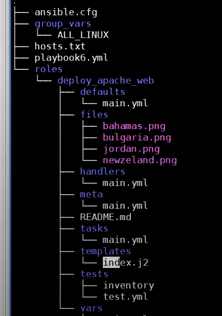 .
├── ansible.cfg
├── group_vars
│   └── ALL_LINUX
├── hosts.txt
├── playbook6.yml
└── roles
    └── deploy_apache_web
        ├── defaults
        │   └── main.yml
        ├── files
        │   ├── bahamas.png
        │   ├── bulgaria.png
        │   ├── jordan.png
        │   └── newzeland.png
        ├── handlers
        │   └── main.yml
        ├── meta
        │   └── main.yml
        ├── README.md
        ├── tasks
        │   └── main.yml
        ├── templates
        │   └── index.j2
        ├── tests
        │   ├── inventory
        │   └── test.yml
        └── vars